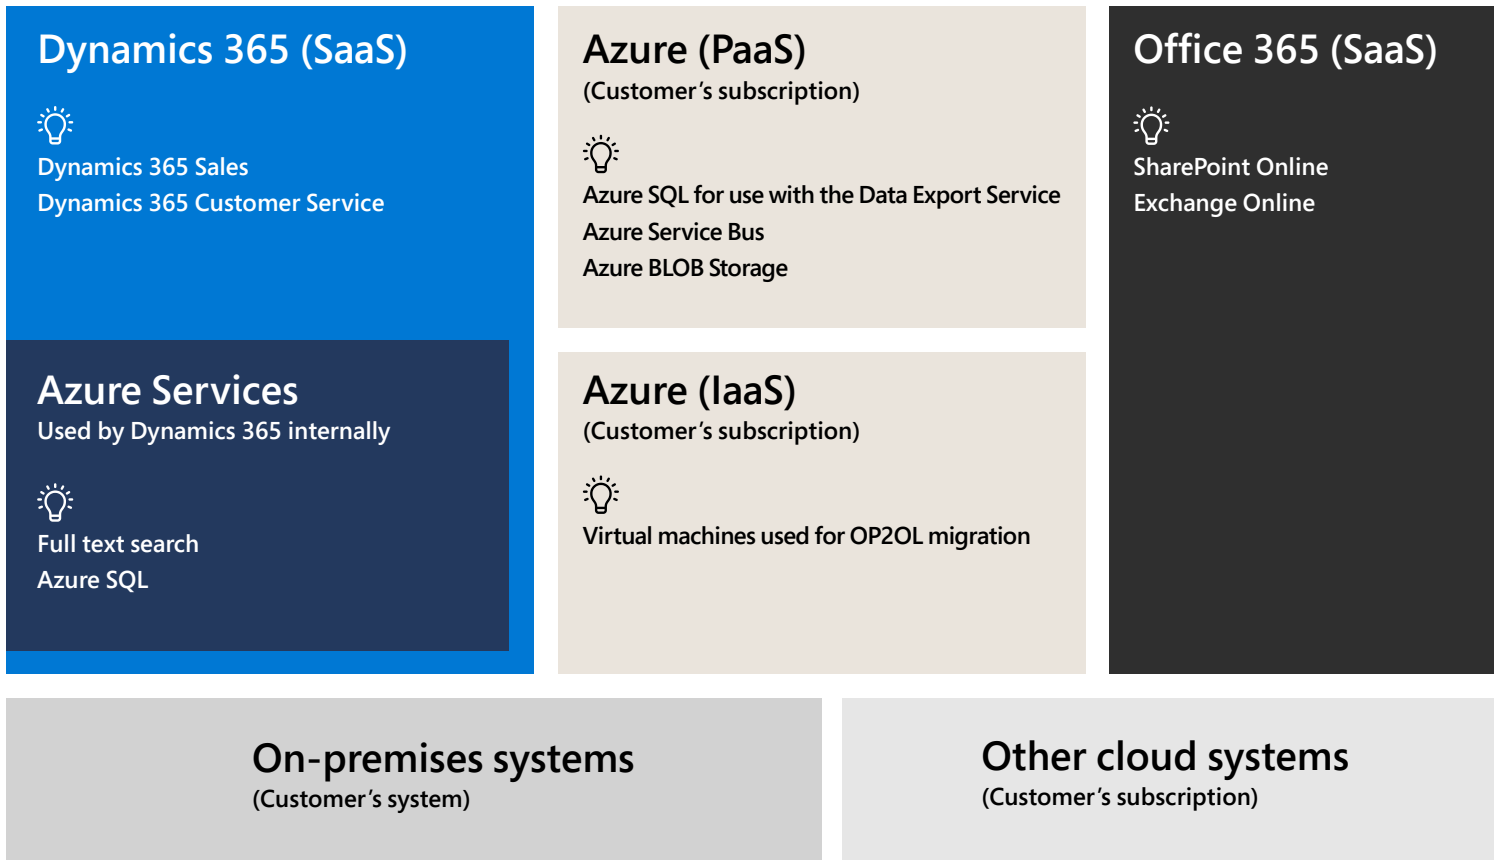 Dynamics 365 (SaaS)
Dynamics 365 Sales
Dynamics 365 Customer Service
Azure Services
Used by Dynamics 365 internally
Full text search
Azure SQL
Azure (PaaS)
(Customer’s subscription)
Azure SQL for use with the Data Export Service
Azure Service Bus
Azure BLOB Storage
Azure (IaaS)
(Customer’s subscription)
Virtual machines used for OP2OL migration
Office 365 (SaaS)
SharePoint Online
Exchange Online
On-premises systems
(Customer’s system)
Other cloud systems
(Customer’s subscription)